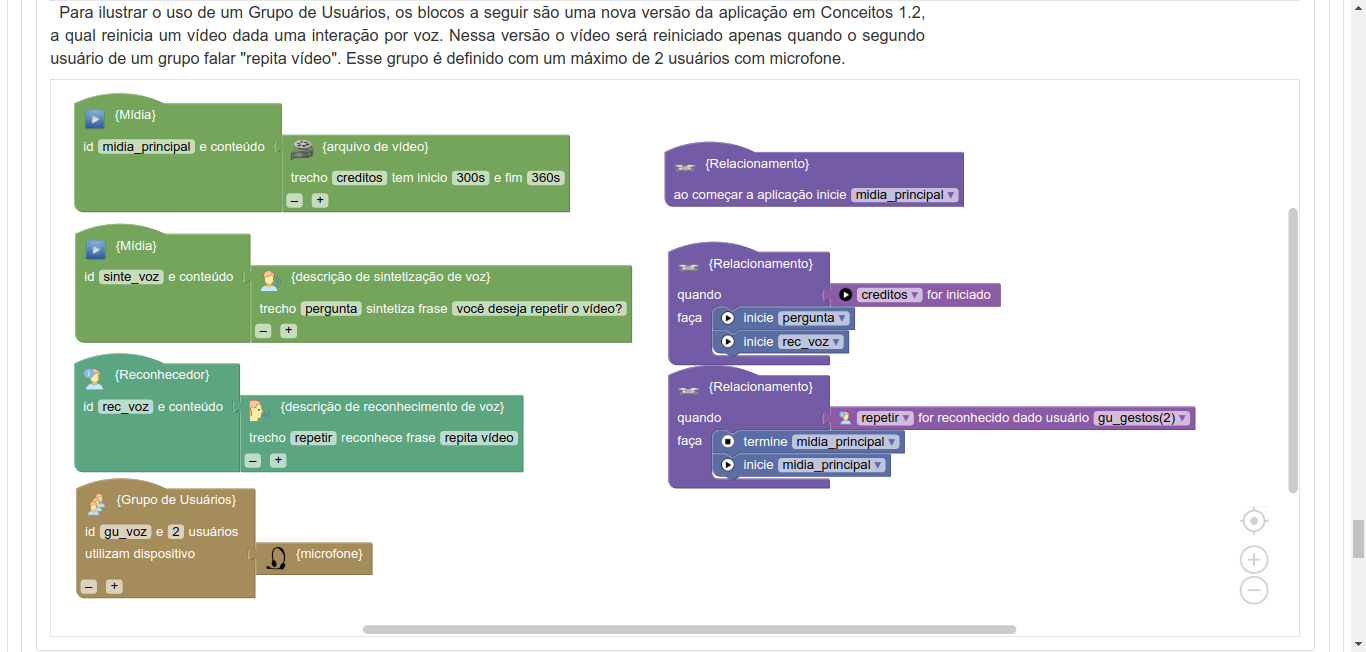 Para ilustrar o uso de um Grupo de Usuários, os blocos a seguir são uma nova versão da aplicação em Conceitos 1.2,
a qual reinicia um vídeo dada uma interação por voz. Nessa versão o vídeo será reiniciado apenas quando o segundo
usuário de um grupo falar "repita vídeo". Esse grupo é definido com um máximo de 2 usuários com microfone.
{Mídia}
id midia_principal e conteúdo
{arquivo de vídeo}
trecho creditos tem inicio 300s e fim 360s
– +
{Mídia}
id sinte_voz e conteúdo
{descrição de sintetização de voz}
trecho pergunta sintetiza frase você deseja repetir o vídeo?
– +
{Reconhecedor}
id rec_voz e conteúdo
{descrição de reconhecimento de voz}
trecho repetir reconhece frase repita vídeo
– +
{Grupo de Usuários}
id gu_voz e 2 usuários
utilizam dispositivo
{microfone}
– +
{Relacionamento}
ao começar a aplicação inicie midia_principal ▾
{Relacionamento}
quando
creditos ▾ for iniciado
faça
inicie pergunta ▾
inicie rec_voz ▾
{Relacionamento}
quando
repetir ▾ for reconhecido dado usuário gu_gestos(2) ▾
faça
termine midia_principal ▾
inicie midia_principal ▾